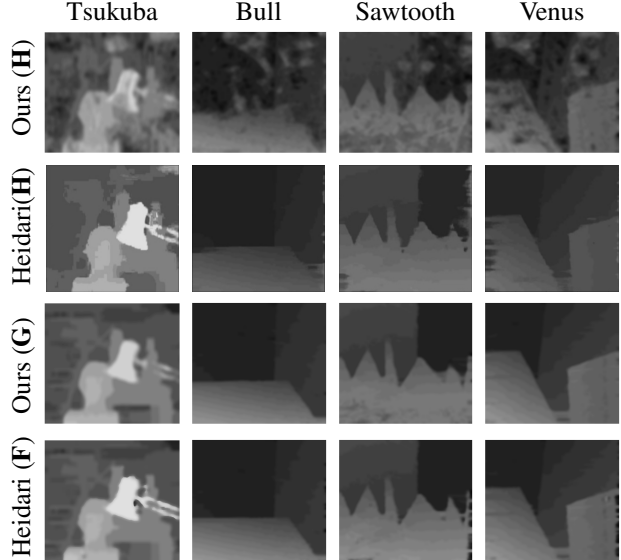 Tsukuba Bull Sawtooth Venus
Ours (H)
Heidari(H)
Ours (G)
Heidari (F)